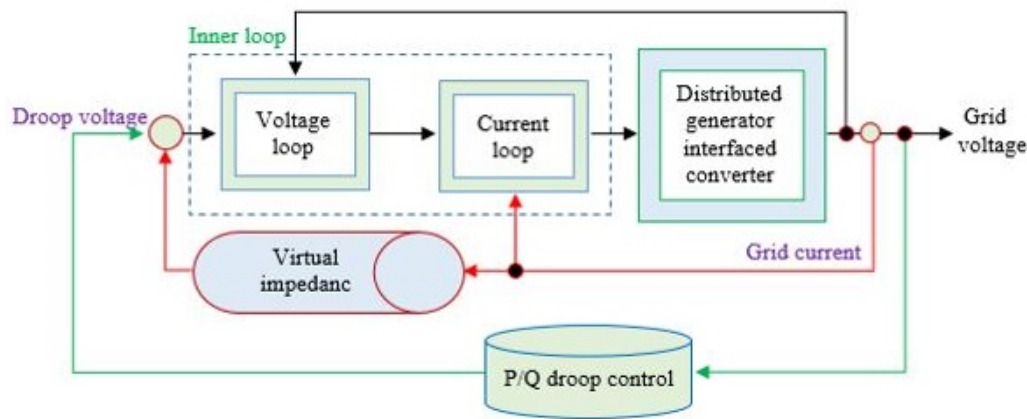 Inner loop
Droop voltage
Voltage
loop
Current
loop
Distributed
generator
interfaced
converter
Grid
voltage
Virtual
impedanc
Grid current
P/Q droop control